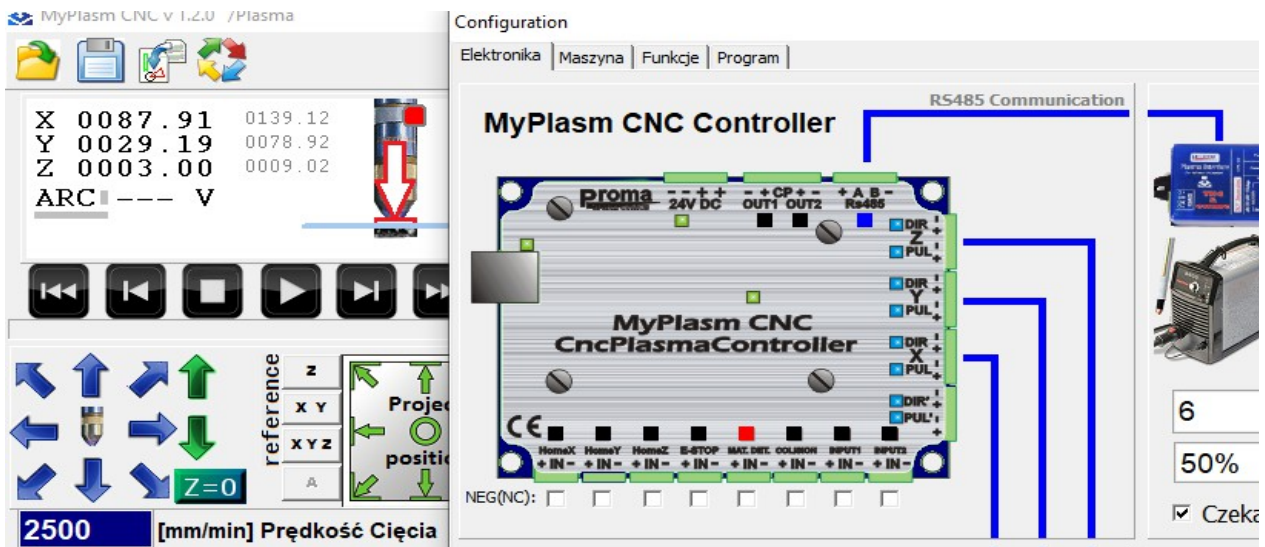 MyPlasm CNC v 1.2.0 /Plasma
X 0087.91 0139.12
Y 0029.19 0078.92
Z 0003.00 0009.02
ARC --- V
reference
Z
X Y
X Y Z
A
Projec
positio
Z=0
2500 [mm/min] Prędkość Cięcia
Configuration
Elektronika Maszyna Funkcje Program
RS485 Communication
MyPlasm CNC Controller
proma
- - + + - + CP + - + A B -
24V DC OUT1 OUT2 Rs485
DIR - Z
PUL +
DIR - Y
PUL +
DIR - X
PUL +
DIR' -
PUL' +
MyPlasm CNC
CncPlasmaController
CE
HomeX HomeY HomeZ E-STOP MAT. DET. COLISION INPUT1 INPUT2
+ IN - + IN - + IN - + IN - + IN - + IN - + IN - + IN -
NEG(NC):
6
50%
Czeka